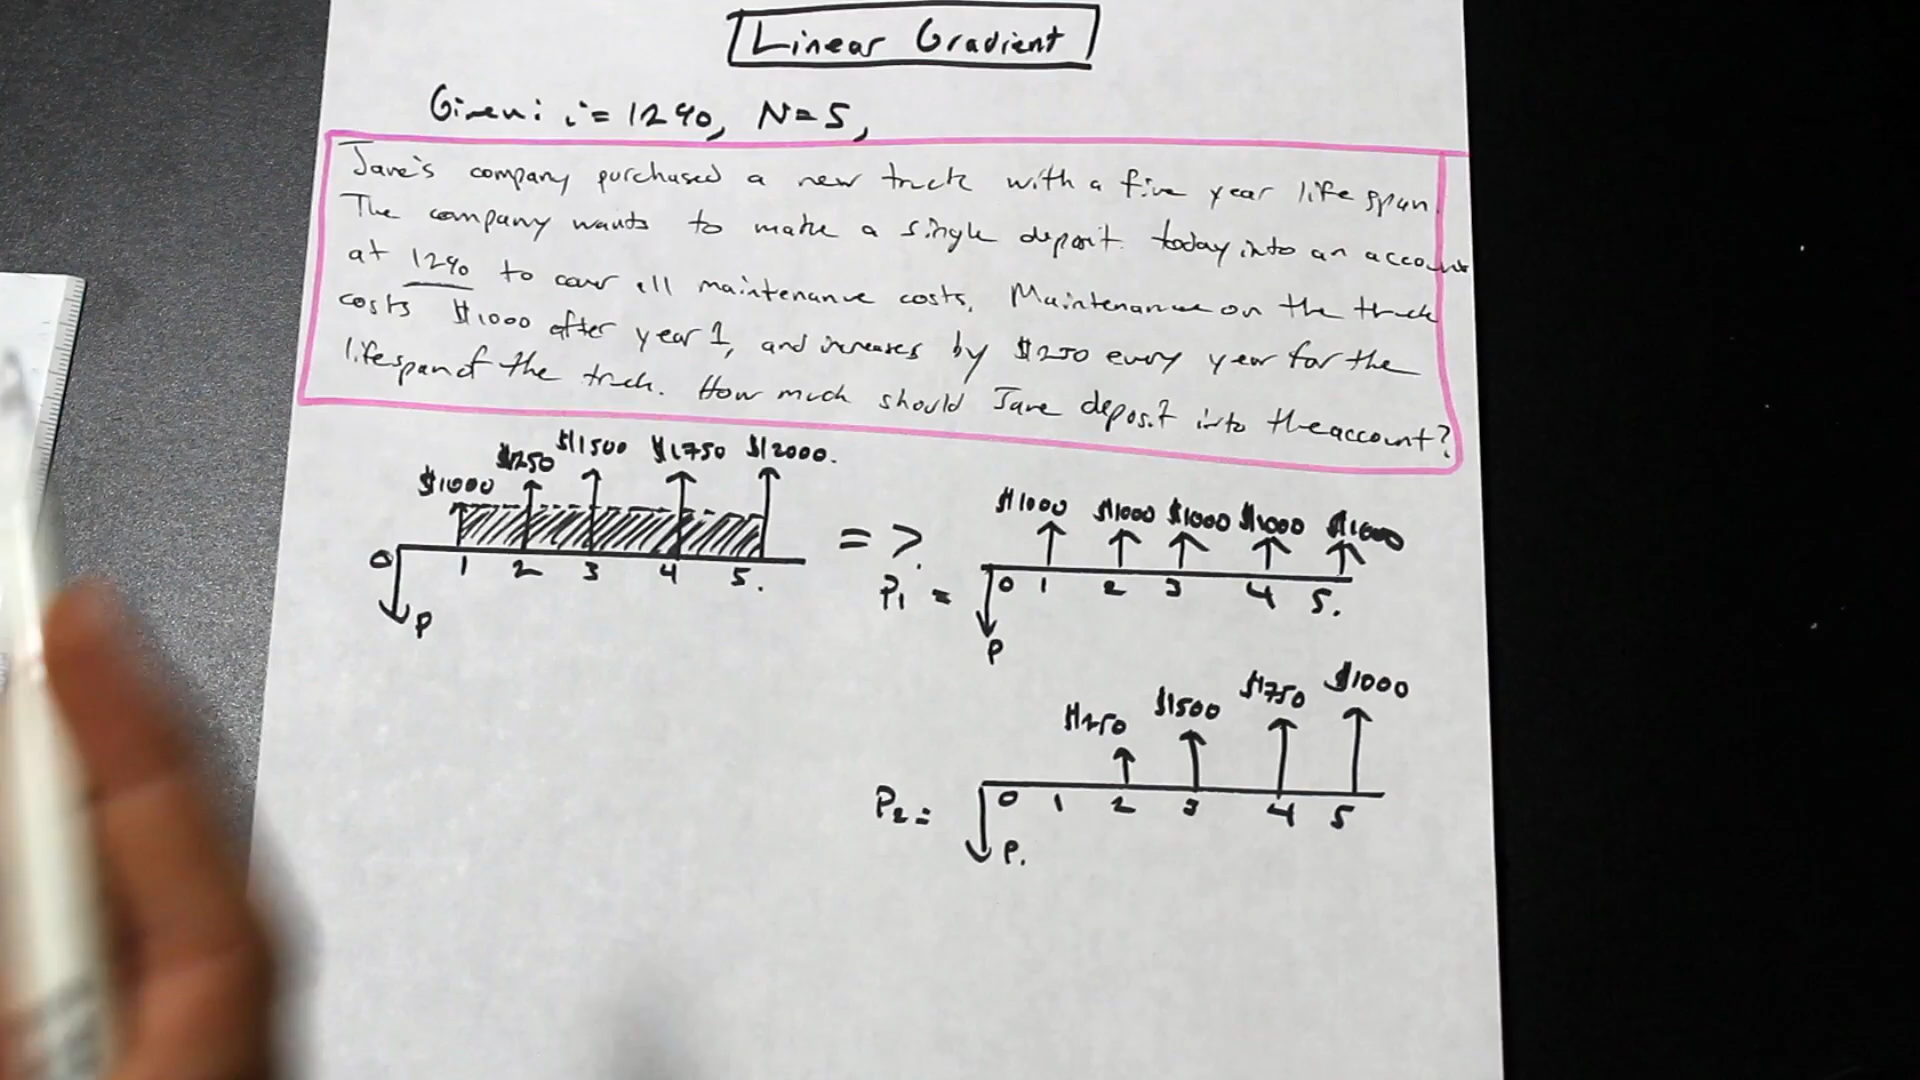 Linear Gradient
Given: i = 12%, N=5,
Jane's company purchased a new truck with a five year life span.
The company wants to make a single deposit today into an account
at 12% to cover all maintenance costs. Maintenance on the truck
costs $1000 after year 1, and increases by $250 every year for the
lifespan of the truck. How much should Jane deposit into the account?
$1000 $1250 $1500 $1750 $2000.
0 1 2 3 4 5.
P
= ?
$1000 $1000 $1000 $1000 $1000
P1 =
0 1 2 3 4 5.
P
$250 $500 $750 $1000
P2 =
0 1 2 3 4 5
P.